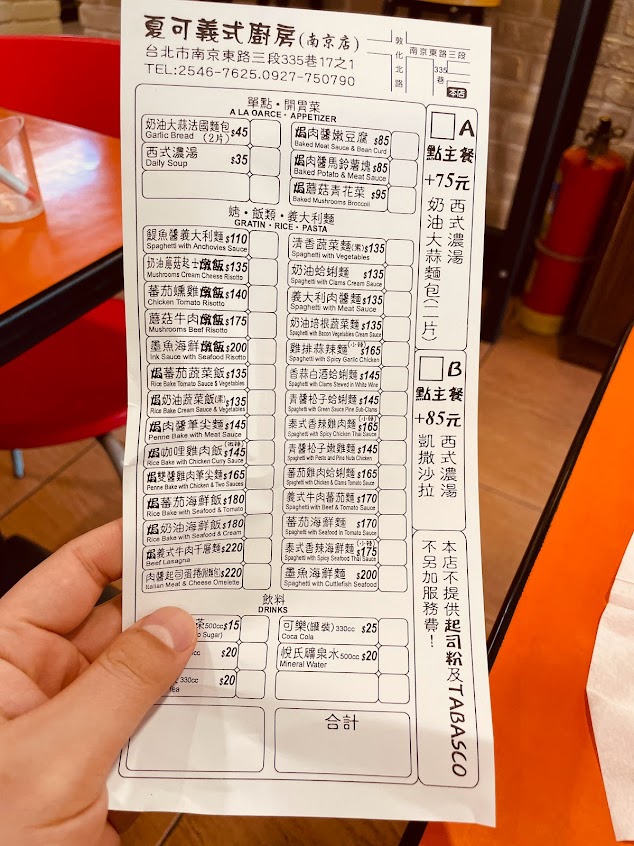 夏可義式廚房(南京店)
台北市南京東路三段335巷17之1
TEL:2546-7625.0927-750790
敦化北路
南京東路三段
335巷
本店
單點・開胃菜
A LA OARCE・APPETIZER
奶油大蒜法國麵包(2片) $45
Garlic Bread
西式濃湯 $35
Daily Soup
焗肉醬嫩豆腐 $85
Baked Meat Sauce & Bean Curd
焗肉醬馬鈴薯塊 $85
Baked Potato & Meat Sauce
焗蘑菇青花菜 $95
Baked Mushrooms Broccoli
焗・飯類・義大利麵
GRATIN・RICE・PASTA
鯷魚醬義大利麵 $110
Spaghetti with Anchovies Sauce
奶油蘑菇起士燉飯 $135
Mushrooms Cream Cheese Risotto
蕃茄燻雞燉飯 $140
Chicken Tomato Risotto
蘑菇牛肉燉飯 $175
Mushrooms Beef Risotto
墨魚海鮮燉飯 $200
Ink Sauce with Seafood Risotto
焗蕃茄蔬菜飯 $135
Rice Bake Tomato Sauce & Vegetables
焗奶油蔬菜飯(素) $135
Rice Bake Cream Sauce & Vegetables
焗肉醬筆尖麵 $145
Penne Bake with Meat Sauce
焗咖哩雞肉飯 $145
Rice Bake with Chicken Curry Sauce
焗雙醬雞肉筆尖麵 $165
Penne Bake with Chicken & Two Sauces
焗蕃茄海鮮飯 $180
Rice Bake with Seafood & Tomato
焗奶油海鮮飯 $180
Rice Bake with Seafood & Cream
焗義式牛肉千層麵 $220
Beef Lasagna
肉醬起司蛋捲附麵包 $220
Italian Meat & Cheese Omelette
清香蔬菜麵(素) $135
Spaghetti with Vegetables
奶油蛤蜊麵 $135
Spaghetti with Clams Cream Sauce
義大利肉醬麵 $135
Spaghetti with Meat Sauce
奶油培根蔬菜麵 $135
Spaghetti with Bacon Vegetables Cream Sauce
雞排蒜辣麵(小辣) $165
Spaghetti with Spicy Garlic Chicken
香蒜白酒蛤蜊麵 $145
Spaghetti with Clams Stewed in White Wine
青醬松子蛤蜊麵 $145
Spaghetti with Green Sauce Pine Sub-Clams
泰式香辣雞肉麵(小辣) $165
Spaghetti with Spicy Chicken Thai Sauce
青醬松子嫩雞麵 $145
Spaghetti with Pesto and Pine Nuts Chicken
蕃茄雞肉蛤蜊麵 $165
Spaghetti with Chicken & Clams Tomato Sauce
義式牛肉蕃茄麵 $170
Spaghetti with Beef & Tomato Sauce
蕃茄海鮮麵 $170
Spaghetti with Seafood in Tomato Sauce
泰式香辣海鮮麵(小辣) $175
Spaghetti with Spicy Seafood Thai Sauce
墨魚海鮮麵 $200
Spaghetti with Cuttlefish Seafood
飲料
DRINKS
茶 500cc $15
Sugar)
$20
330cc $20
可樂(罐裝) 330cc $25
Coca Cola
悅氏礦泉水 500cc $20
Mineral Water
合計
A
點主餐
+75元
西式濃湯
奶油大蒜麵包(二片)
B
點主餐
+85元
西式濃湯
凱撒沙拉
本店不提供起司粉及TABASCO
不另加服務費!